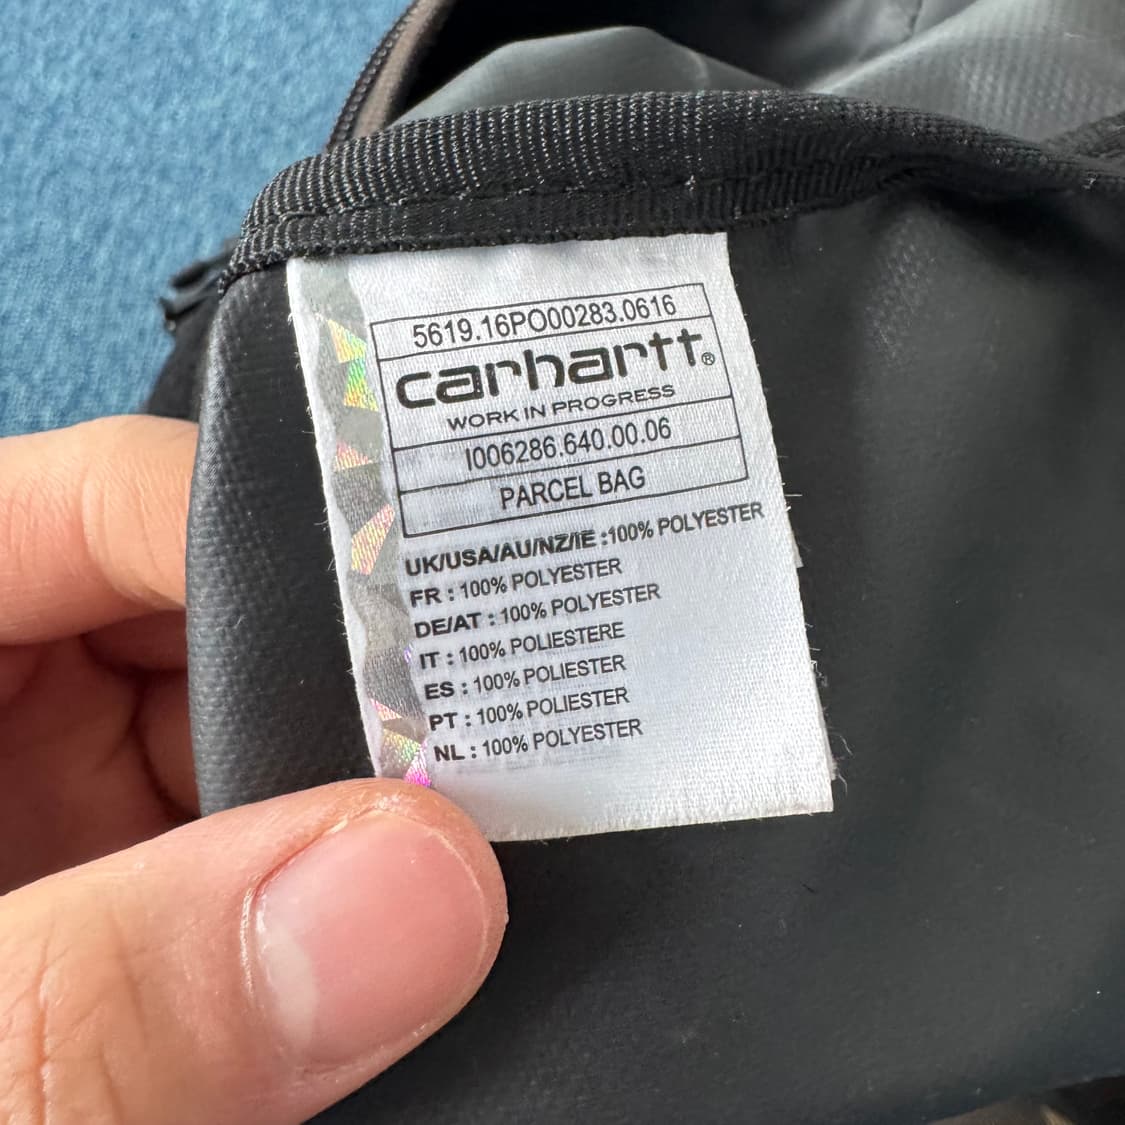 5619.16PO00283.0616
carhartt®
WORK IN PROGRESS
I006286.640.00.06
PARCEL BAG
UK/USA/AU/NZ/IE :100% POLYESTER
FR : 100% POLYESTER
DE/AT : 100% POLYESTER
IT : 100% POLIESTERE
ES : 100% POLIESTER
PT : 100% POLIESTER
NL : 100% POLYESTER